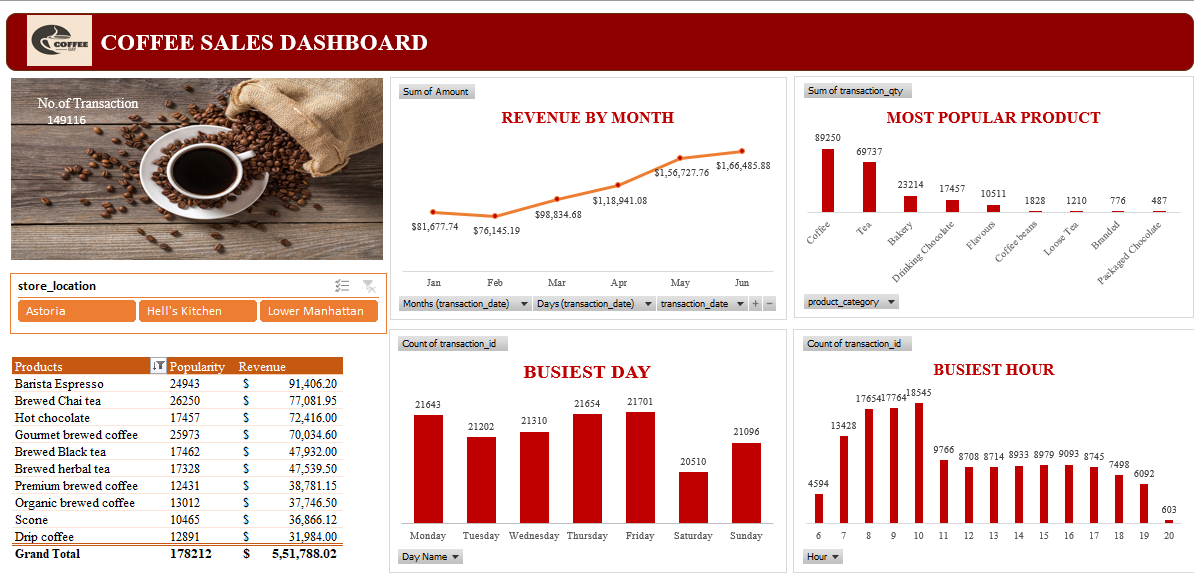 COFFEE
DAY
COFFEE SALES DASHBOARD
No.of Transaction
149116
store_location
Astoria
Hell's Kitchen
Lower Manhattan
Products Popularity Revenue
Barista Espresso 24943 $ 91,406.20
Brewed Chai tea 26250 $ 77,081.95
Hot chocolate 17457 $ 72,416.00
Gourmet brewed coffee 25973 $ 70,034.60
Brewed Black tea 17462 $ 47,932.00
Brewed herbal tea 17328 $ 47,539.50
Premium brewed coffee 12431 $ 38,781.15
Organic brewed coffee 13012 $ 37,746.50
Scone 10465 $ 36,866.12
Drip coffee 12891 $ 31,984.00
Grand Total 178212 $ 5,51,788.02
Sum of Amount
REVENUE BY MONTH
$81,677.74
$76,145.19
$98,834.68
$1,18,941.08
$1,56,727.76
$1,66,485.88
Jan Feb Mar Apr May Jun
Months (transaction_date) Days (transaction_date) transaction_date + −
Sum of transaction_qty
MOST POPULAR PRODUCT
89250 69737 23214 17457 10511 1828 1210 776 487
Coffee
Tea
Bakery
Drinking Chocolate
Flavours
Coffee beans
Loose Tea
Branded
Packaged Chocolate
product_category
Count of transaction_id
BUSIEST DAY
21643 21202 21310 21654 21701 20510 21096
Monday Tuesday Wednesday Thursday Friday Saturday Sunday
Day Name
Count of transaction_id
BUSIEST HOUR
4594 13428 17654 17764 18545 9766 8708 8714 8933 8979 9093 8745 7498 6092 603
6 7 8 9 10 11 12 13 14 15 16 17 18 19 20
Hour